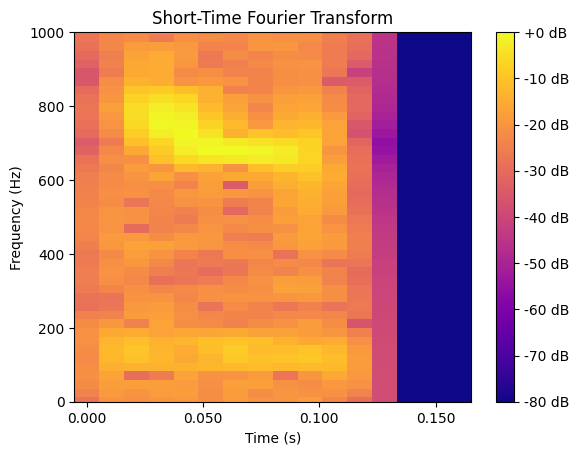 Short-Time Fourier Transform
1000
800
600
400
200
0
Frequency (Hz)
0.000
0.050
0.100
0.150
Time (s)
+0 dB
-10 dB
-20 dB
-30 dB
-40 dB
-50 dB
-60 dB
-70 dB
-80 dB